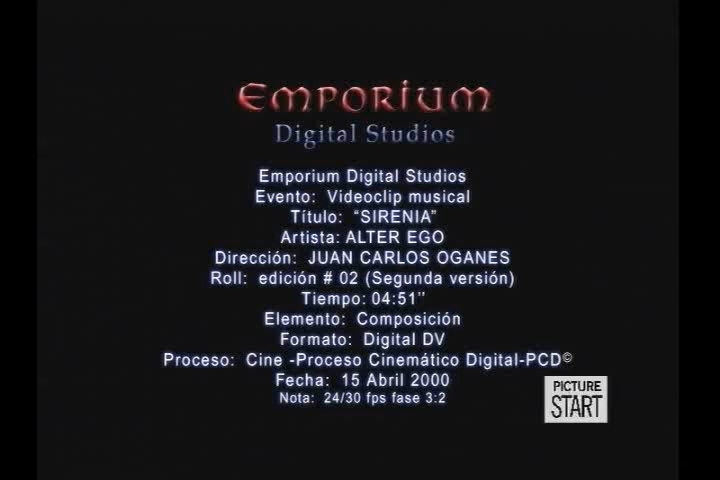 EMPORIUM
Digital Studios
Emporium Digital Studios
Evento: Videoclip musical
Título: “SIRENIA”
Artista: ALTER EGO
Dirección: JUAN CARLOS OGANES
Roll: edición # 02 (Segunda versión)
Tiempo: 04:51''
Elemento: Composición
Formato: Digital DV
Proceso: Cine -Proceso Cinemático Digital-PCD©
Fecha: 15 Abril 2000
Nota: 24/30 fps fase 3:2
PICTURE
START